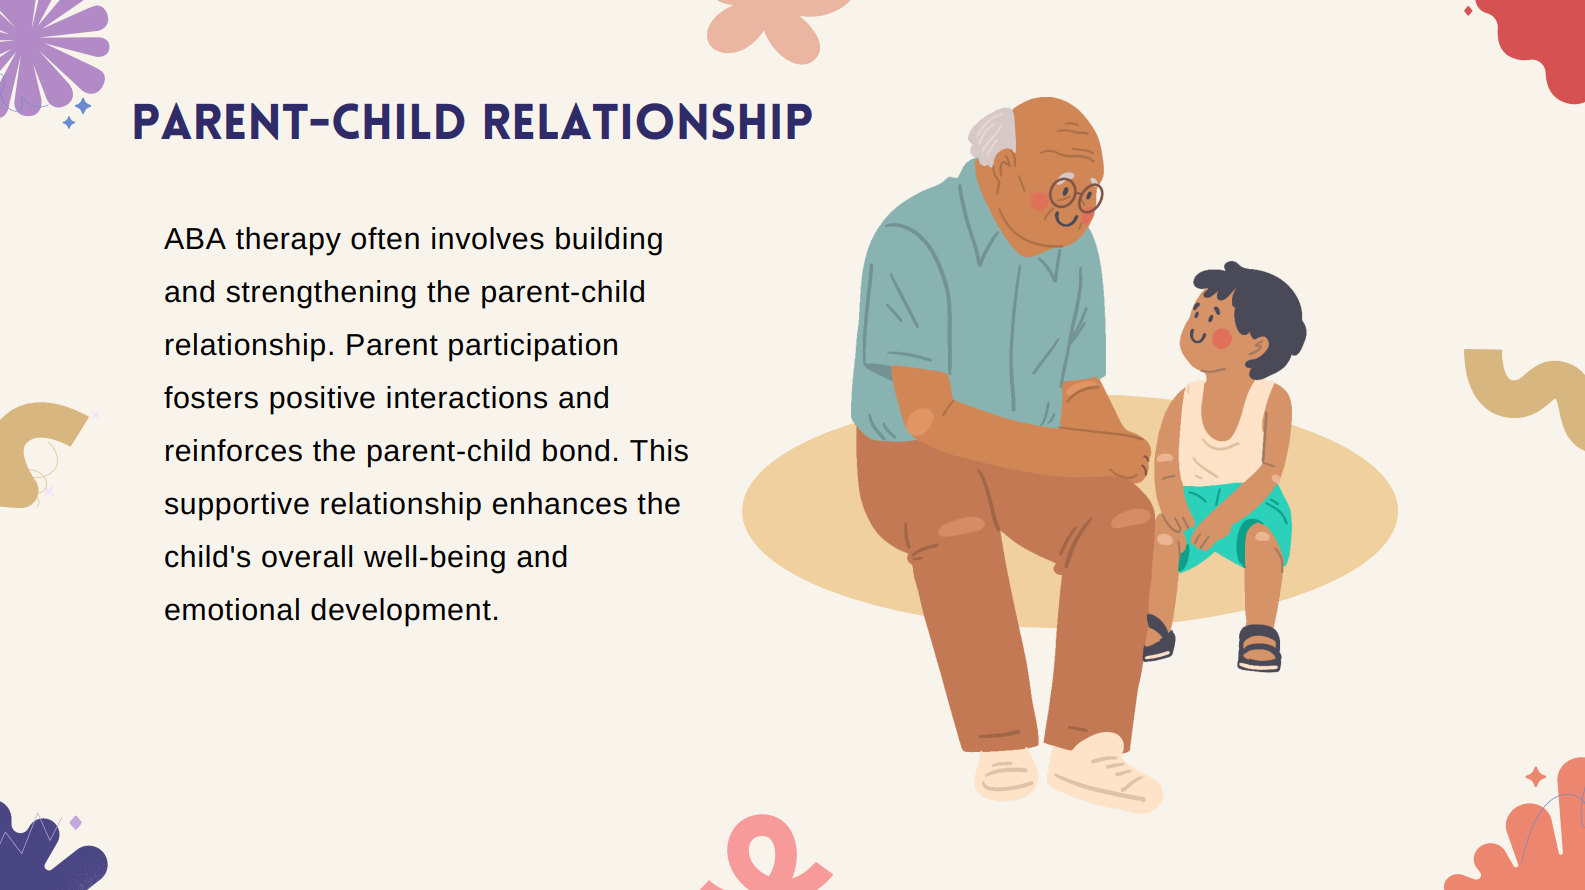 PARENT-CHILD RELATIONSHIP
ABA therapy often involves building
and strengthening the parent-child
relationship. Parent participation
fosters positive interactions and
reinforces the parent-child bond. This
supportive relationship enhances the
child's overall well-being and
emotional development.